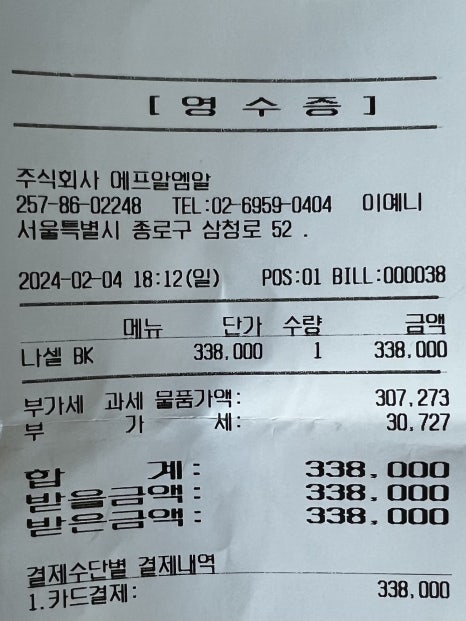 [ 영 수 증 ]
주식회사 에프알엠알
257-86-02248 TEL:02-6959-0404 이예니
서울특별시 종로구 삼청로 52 .
2024-02-04 18:12(일) POS:01 BILL:000038
메뉴 단가 수량 금액
나셀 BK 338,000 1 338,000
부가세 과세 물품가액: 307,273
부 가 세: 30,727
합 계: 338,000
받을금액: 338,000
받은금액: 338,000
결제수단별 결제내역
1.카드결제: 338,000